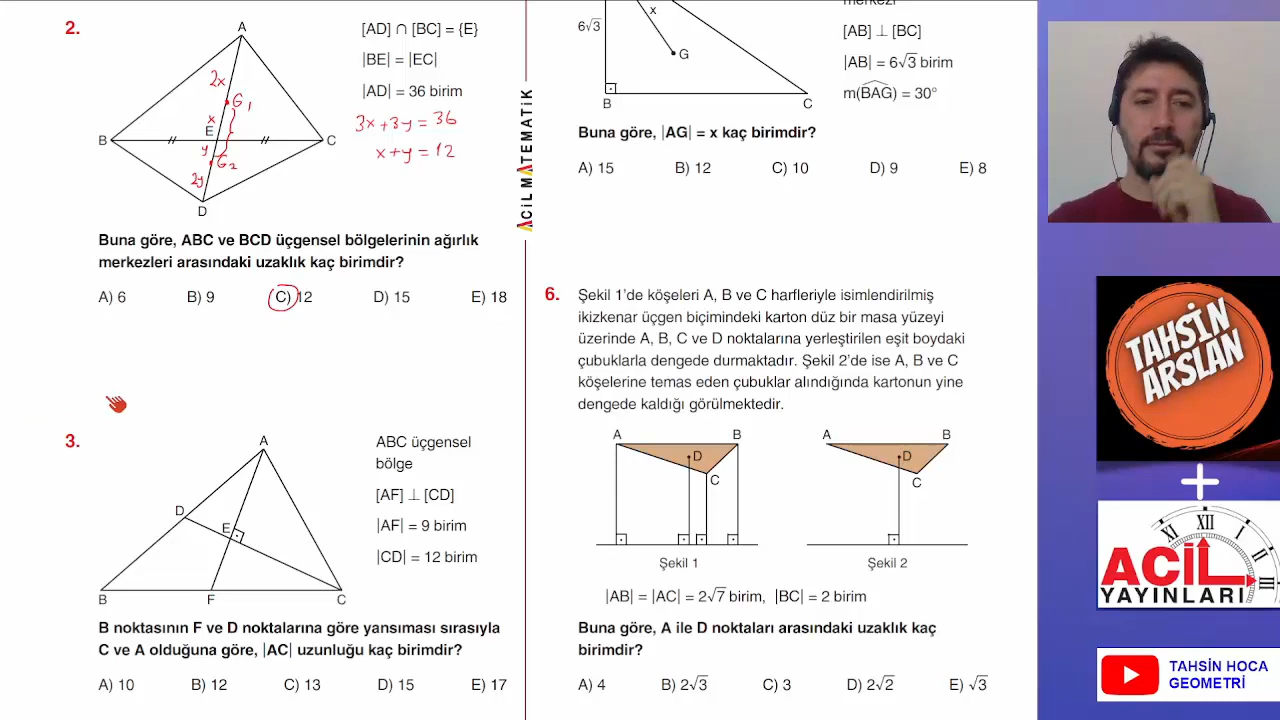 2.
A
B
C
D
E
2x
G1
x
y
G2
2y
[AD] ∩ [BC] = {E}
|BE| = |EC|
|AD| = 36 birim
3x+3y = 36
x+y = 12
Buna göre, ABC ve BCD üçgensel bölgelerinin ağırlık
merkezleri arasındaki uzaklık kaç birimdir?
A) 6 B) 9 C) 12 D) 15 E) 18
3.
A
D
E
B F C
ABC üçgensel
bölge
[AF] ⊥ [CD]
|AF| = 9 birim
|CD| = 12 birim
B noktasının F ve D noktalarına göre yansıması sırasıyla
C ve A olduğuna göre, |AC| uzunluğu kaç birimdir?
A) 10 B) 12 C) 13 D) 15 E) 17
ACİL MATEMATİK
6√3
x
G
B C
merkezi
[AB] ⊥ [BC]
|AB| = 6√3 birim
m(BAG) = 30°
Buna göre, |AG| = x kaç birimdir?
A) 15 B) 12 C) 10 D) 9 E) 8
6.
Şekil 1'de köşeleri A, B ve C harfleriyle isimlendirilmiş
ikizkenar üçgen biçimindeki karton düz bir masa yüzeyi
üzerinde A, B, C ve D noktalarına yerleştirilen eşit boydaki
çubuklarla dengede durmaktadır. Şekil 2'de ise A, B ve C
köşelerine temas eden çubuklar alındığında kartonun yine
dengede kaldığı görülmektedir.
A B
D
C
Şekil 1
A B
D
C
Şekil 2
|AB| = |AC| = 2√7 birim, |BC| = 2 birim
Buna göre, A ile D noktaları arasındaki uzaklık kaç
birimdir?
A) 4 B) 2√3 C) 3 D) 2√2 E) √3
TAHSİN
ARSLAN
+
XI XII I II III
ACİL
YAYINLARI
TAHSİN HOCA
GEOMETRİ